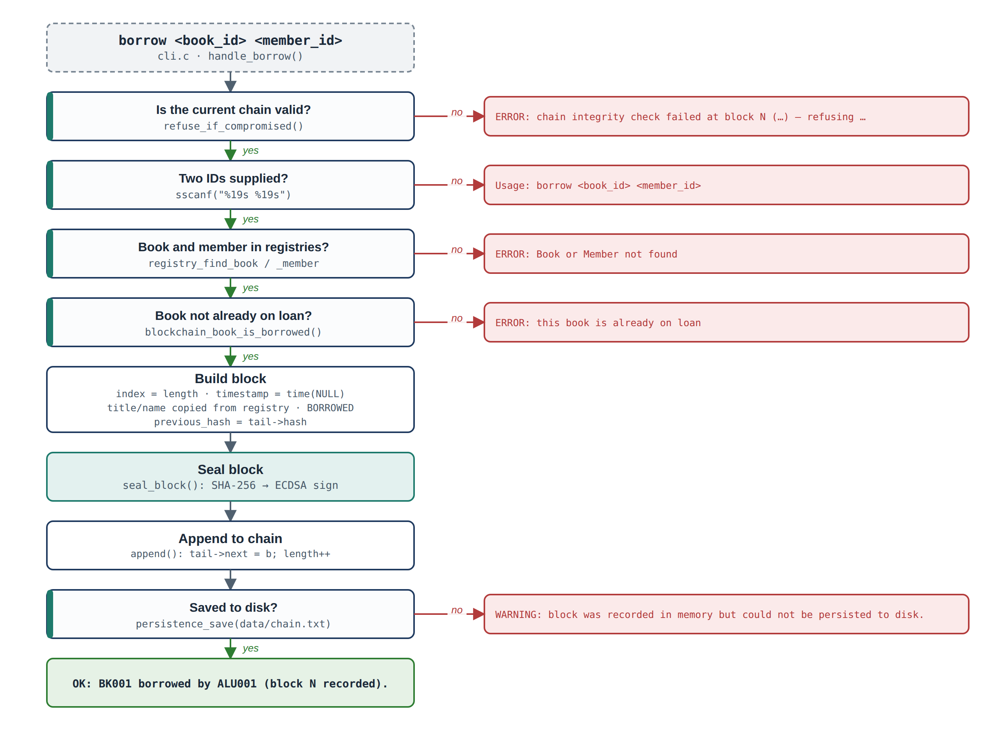 borrow <book_id> <member_id>
cli.c · handle_borrow()
Is the current chain valid?
refuse_if_compromised()
no
ERROR: chain integrity check failed at block N (…) — refusing …
yes
Two IDs supplied?
sscanf("%19s %19s")
no
Usage: borrow <book_id> <member_id>
yes
Book and member in registries?
registry_find_book / _member
no
ERROR: Book or Member not found
yes
Book not already on loan?
blockchain_book_is_borrowed()
no
ERROR: this book is already on loan
yes
Build block
index = length · timestamp = time(NULL)
title/name copied from registry · BORROWED
previous_hash = tail->hash
Seal block
seal_block(): SHA-256 → ECDSA sign
Append to chain
append(): tail->next = b; length++
Saved to disk?
persistence_save(data/chain.txt)
no
WARNING: block was recorded in memory but could not be persisted to disk.
yes
OK: BK001 borrowed by ALU001 (block N recorded).